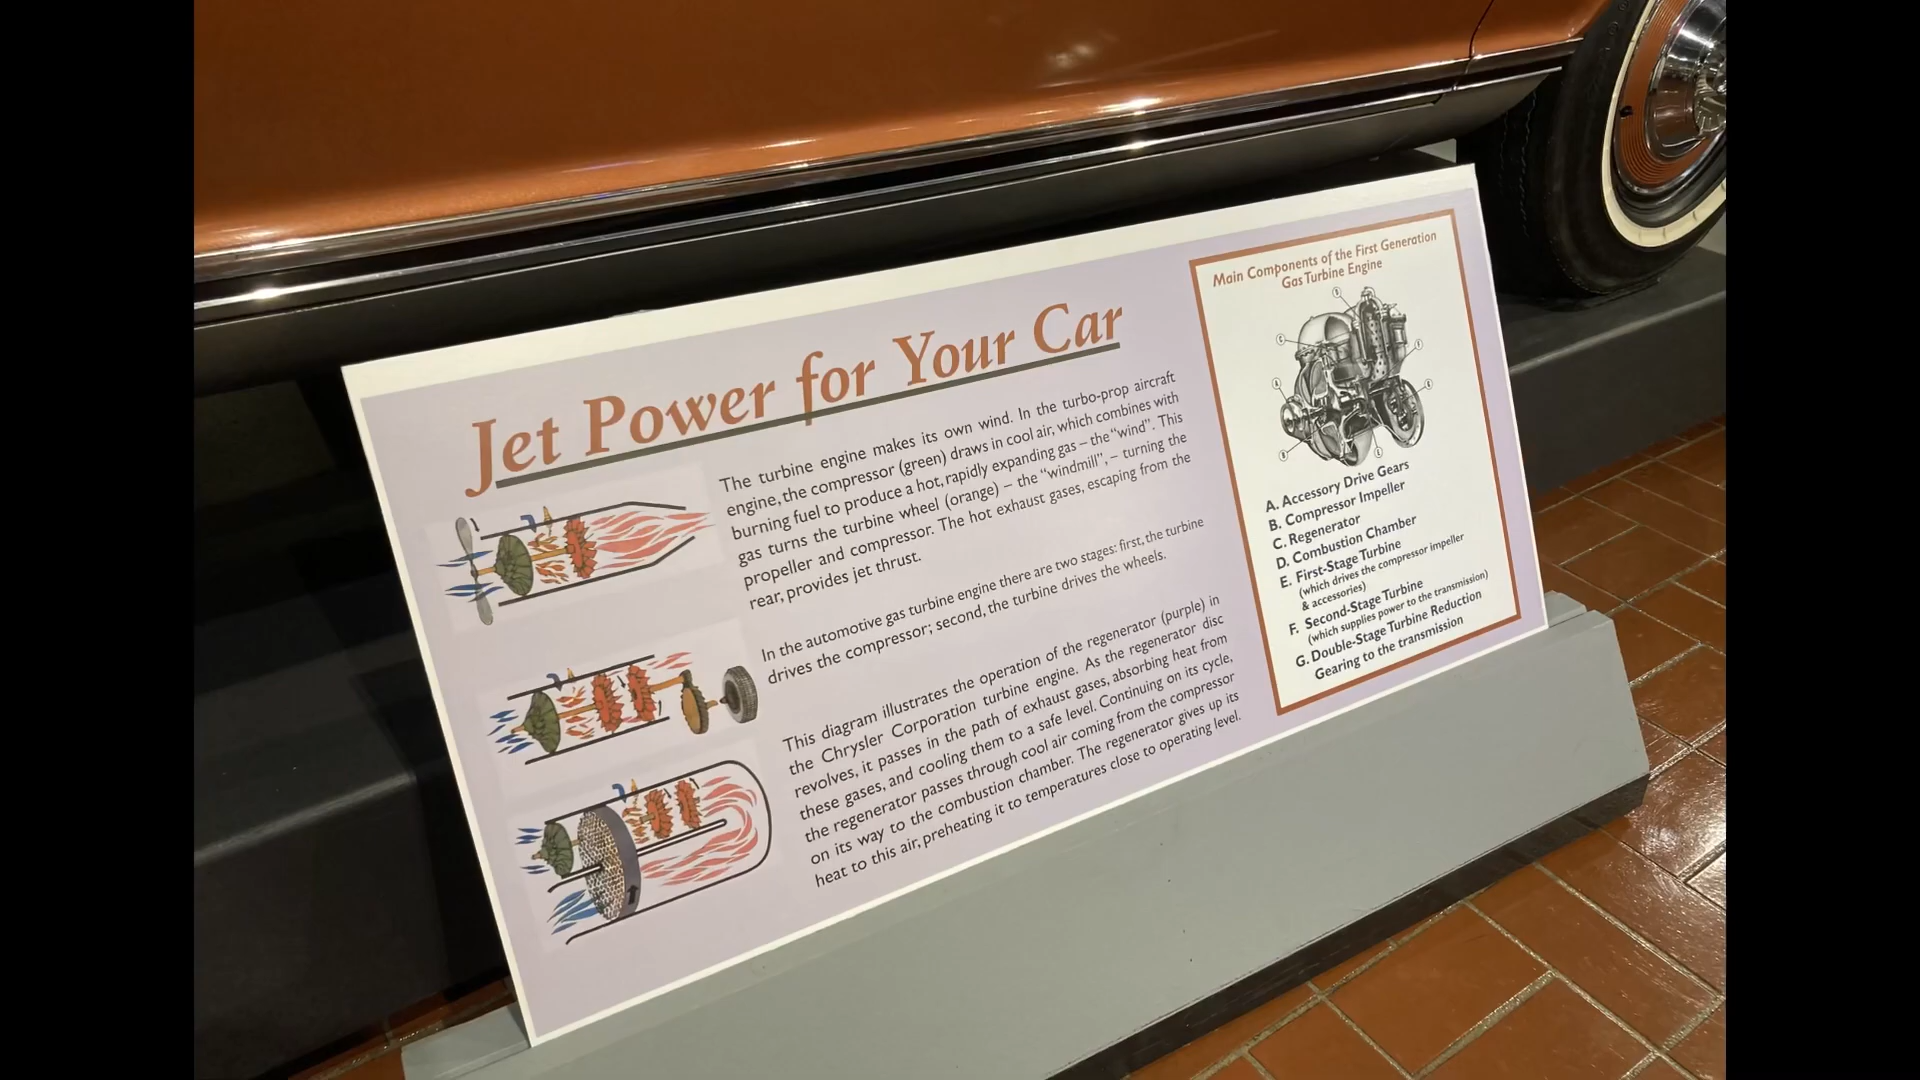 Jet Power for Your Car
The turbine engine makes its own wind. In the turbo-prop aircraft
engine, the compressor (green) draws in cool air, which combines with
burning fuel to produce a hot, rapidly expanding gas – the "wind". This
gas turns the turbine wheel (orange) – the "windmill", – turning the
propeller and compressor. The hot exhaust gases, escaping from the
rear, provides jet thrust.
In the automotive gas turbine engine there are two stages: first, the turbine
drives the compressor; second, the turbine drives the wheels.
This diagram illustrates the operation of the regenerator (purple) in
the Chrysler Corporation turbine engine. As the regenerator disc
revolves, it passes in the path of exhaust gases, absorbing heat from
these gases, and cooling them to a safe level. Continuing on its cycle,
the regenerator passes through cool air coming from the compressor
on its way to the combustion chamber. The regenerator gives up its
heat to this air, preheating it to temperatures close to operating level.
Main Components of the First Generation
Gas Turbine Engine
A. Accessory Drive Gears
B. Compressor Impeller
C. Regenerator
D. Combustion Chamber
E. First-Stage Turbine
(which drives the compressor impeller
& accessories)
F. Second-Stage Turbine
(which supplies power to the transmission)
G. Double-Stage Turbine Reduction
Gearing to the transmission